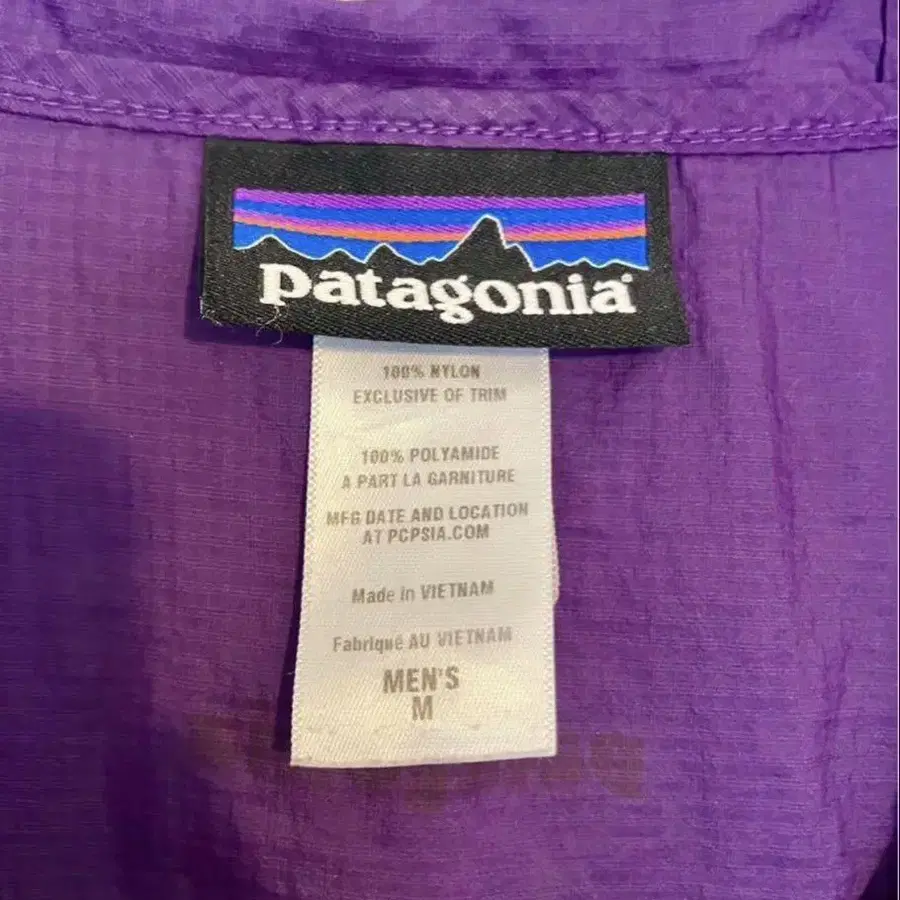 patagonia
100% NYLON
EXCLUSIVE OF TRIM
100% POLYAMIDE
A PART LA GARNITURE
MFG DATE AND LOCATION
AT PCPSIA.COM
Made in VIETNAM
Fabriqué AU VIETNAM
MEN'S
M